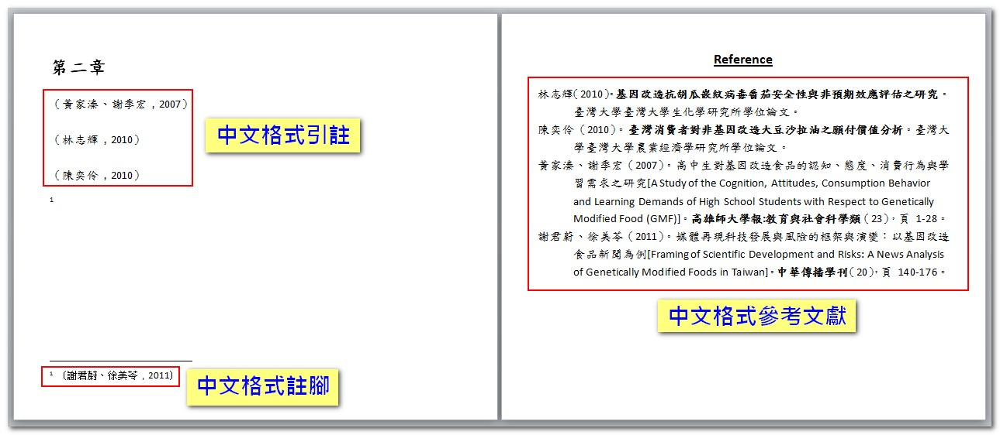 第二章
（黃家溱、謝季宏，2007）
中文格式引註
（林志輝，2010）
（陳奕伶，2010）
1
1 （謝君蔚、徐美苓，2011）
中文格式註腳
Reference
林志輝（2010）。基因改造抗胡瓜嵌紋病毒番茄安全性與非預期效應評估之研究。
臺灣大學臺灣大學生化學研究所學位論文。
陳奕伶（2010）。臺灣消費者對非基因改造大豆沙拉油之願付價值分析。臺灣大
學臺灣大學農業經濟學研究所學位論文。
黃家溱、謝季宏（2007）。高中生對基因改造食品的認知、態度、消費行為與學
習需求之研究[A Study of the Cognition, Attitudes, Consumption Behavior
and Learning Demands of High School Students with Respect to Genetically
Modified Food (GMF)]。高雄師大學報:教育與社會科學類（23），頁 1-28。
謝君蔚、徐美苓（2011）。媒體再現科技發展與風險的框架與演變：以基因改造
食品新聞為例[Framing of Scientific Development and Risks: A News Analysis
of Genetically Modified Foods in Taiwan]。中華傳播學刊（20），頁 140-176。
中文格式參考文獻